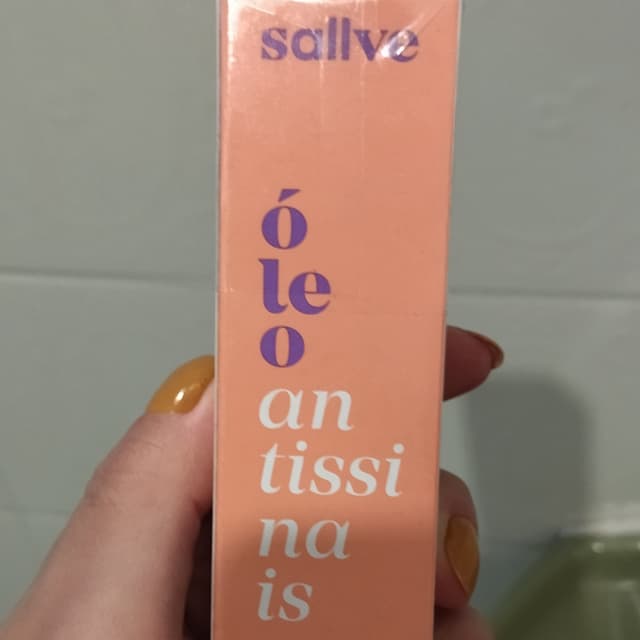 sallve
ó
le
o
an
tissi
na
is